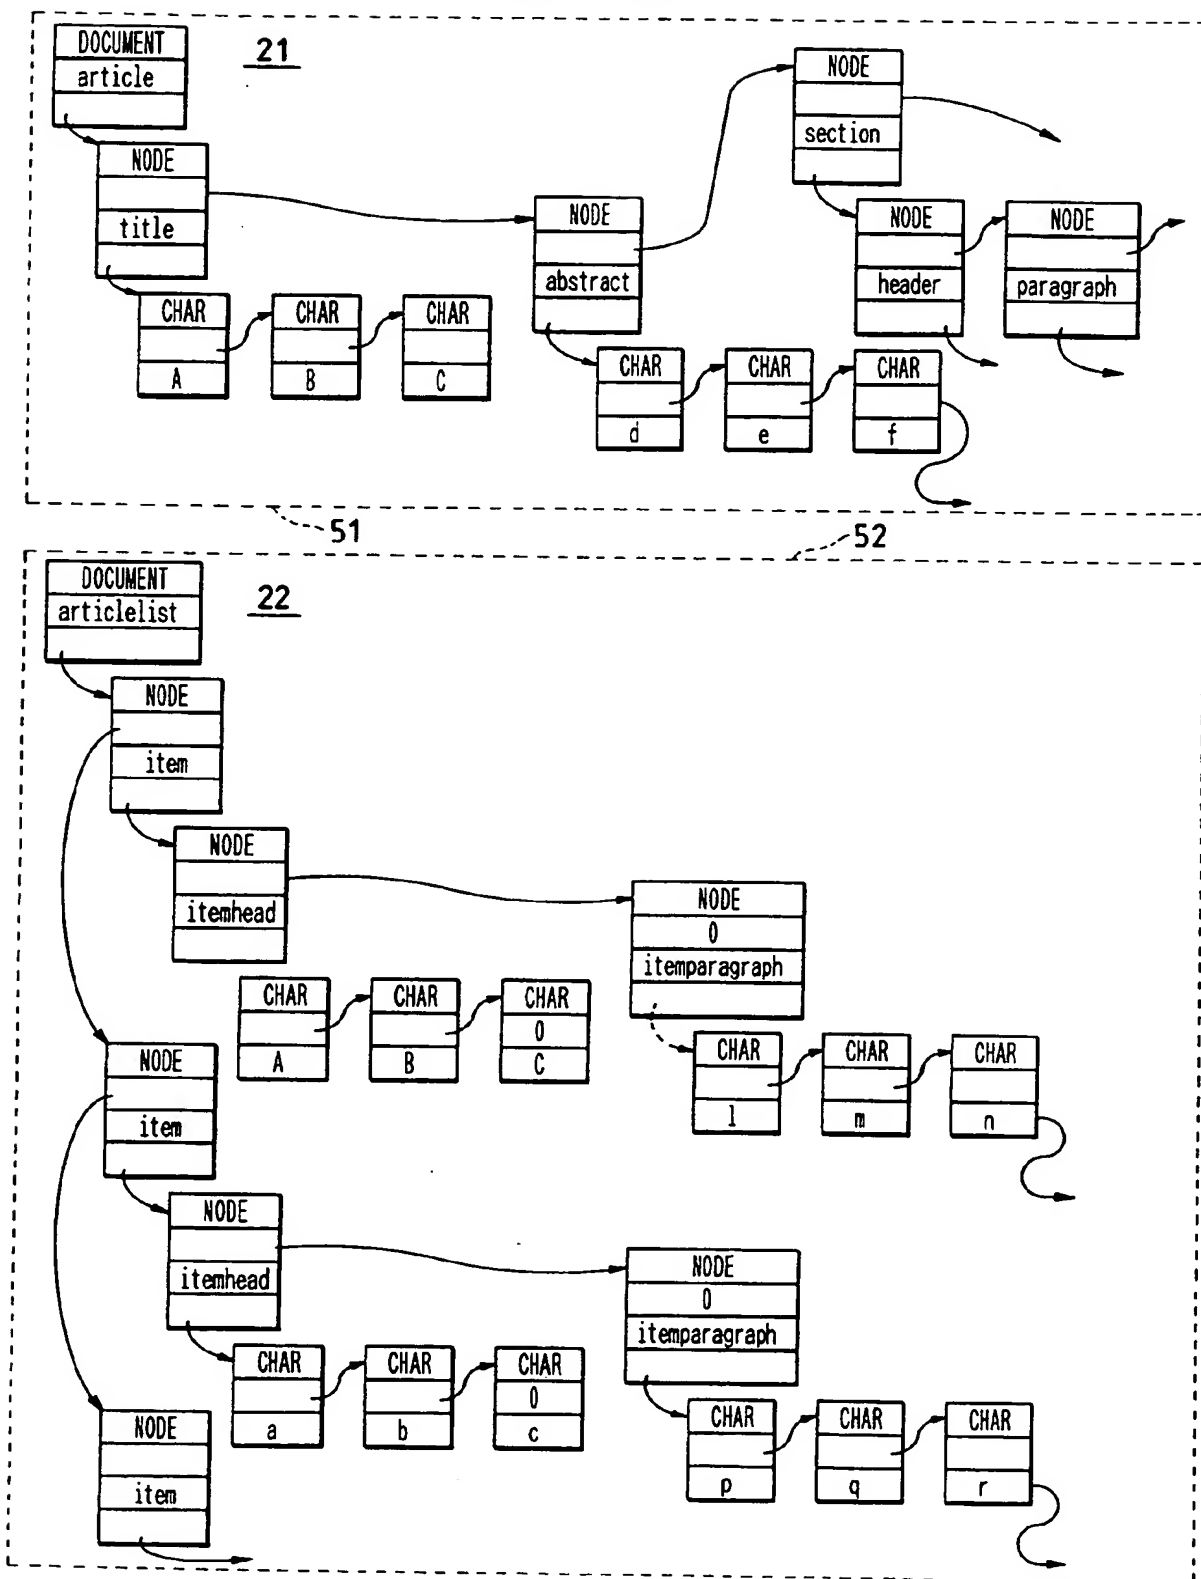 DOCUMENT
article
21
NODE
section
NODE
title
NODE
abstract
NODE
header
NODE
paragraph
CHAR
A
CHAR
B
CHAR
C
CHAR
d
CHAR
e
CHAR
f
51
52
DOCUMENT
articlelist
22
NODE
item
NODE
itemhead
NODE
0
itemparagraph
CHAR
A
CHAR
B
CHAR
0
C
CHAR
l
CHAR
m
CHAR
n
NODE
item
NODE
itemhead
NODE
0
itemparagraph
CHAR
a
CHAR
b
CHAR
0
c
CHAR
p
CHAR
q
CHAR
r
NODE
item